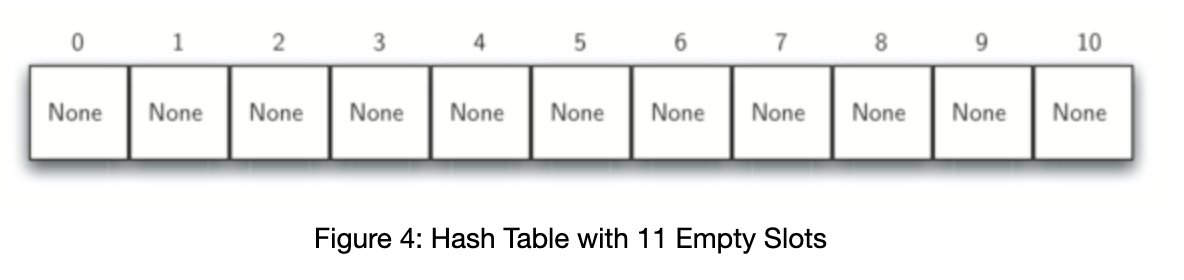 0 1 2 3 4 5 6 7 8 9 10
None None None None None None None None None None None
Figure 4: Hash Table with 11 Empty Slots